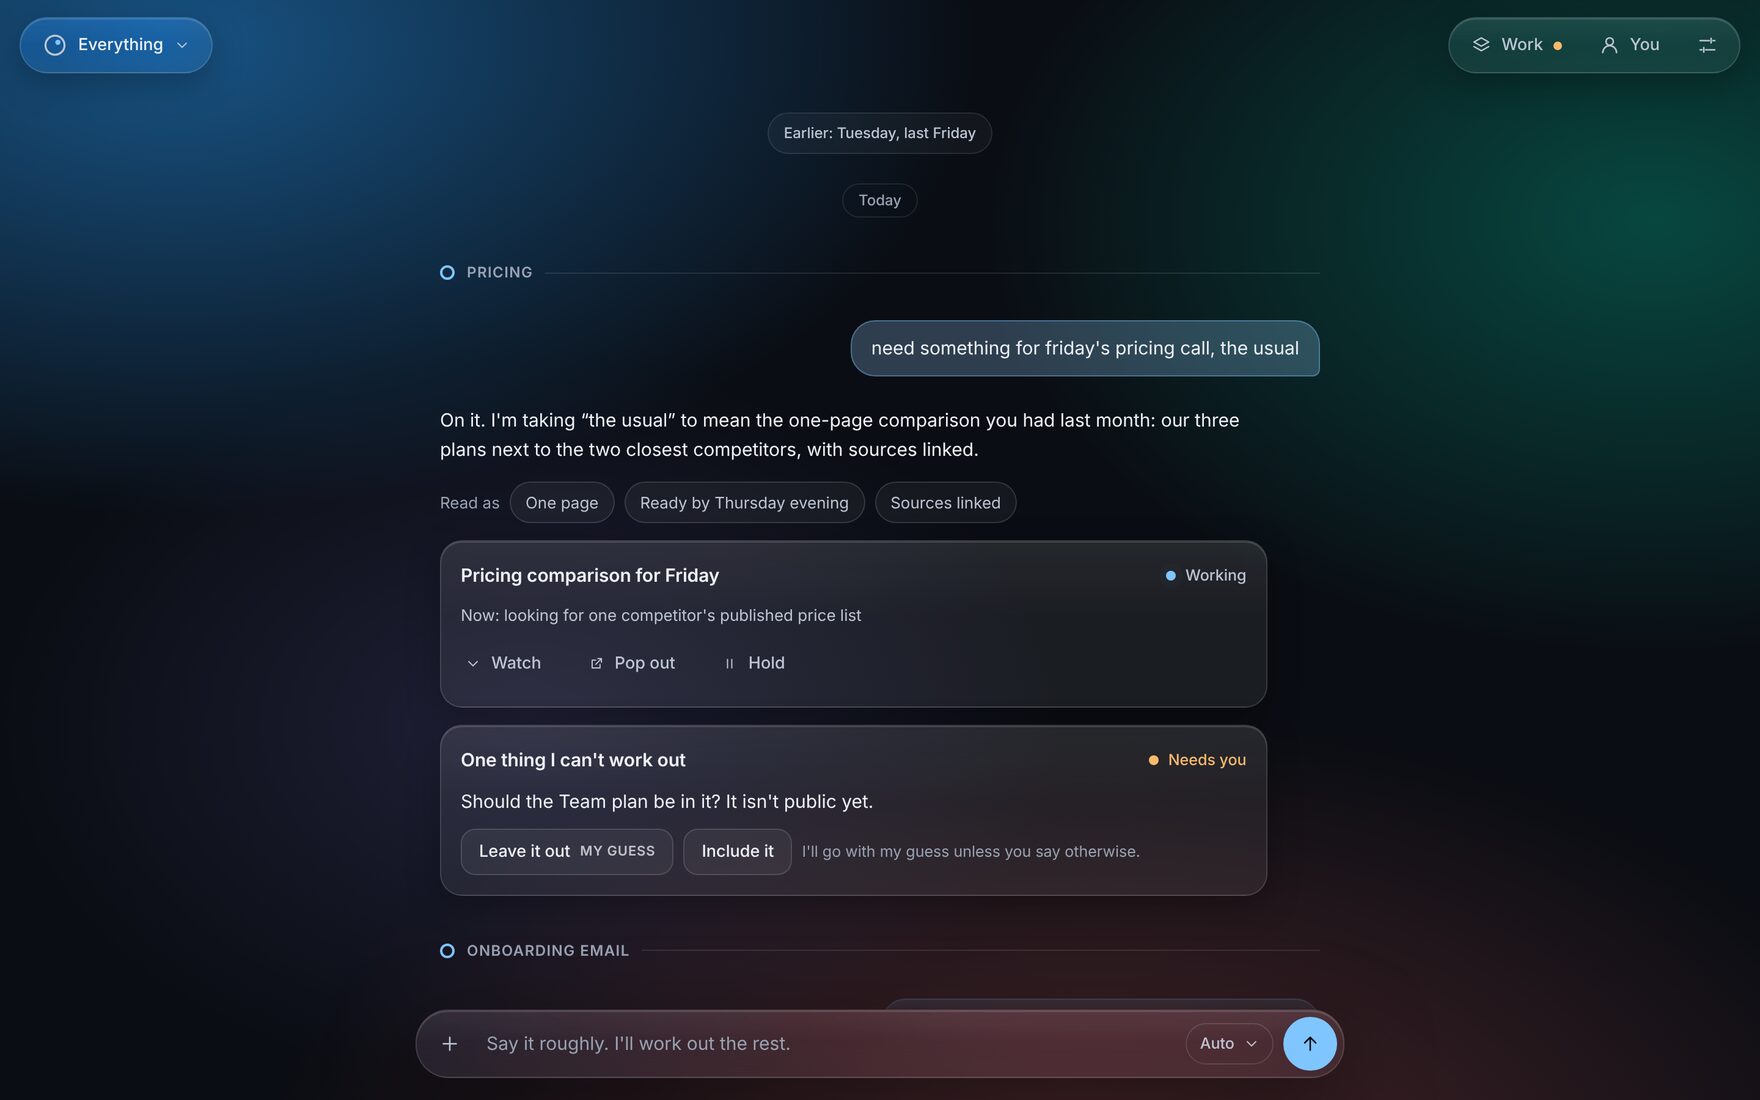 Everything
Work
You
Earlier: Tuesday, last Friday
Today
PRICING
need something for friday's pricing call, the usual
On it. I'm taking “the usual” to mean the one-page comparison you had last month: our three
plans next to the two closest competitors, with sources linked.
Read as One page Ready by Thursday evening Sources linked
Pricing comparison for Friday Working
Now: looking for one competitor's published price list
Watch Pop out Hold
One thing I can't work out Needs you
Should the Team plan be in it? It isn't public yet.
Leave it out MY GUESS Include it I'll go with my guess unless you say otherwise.
ONBOARDING EMAIL
Say it roughly. I'll work out the rest. Auto